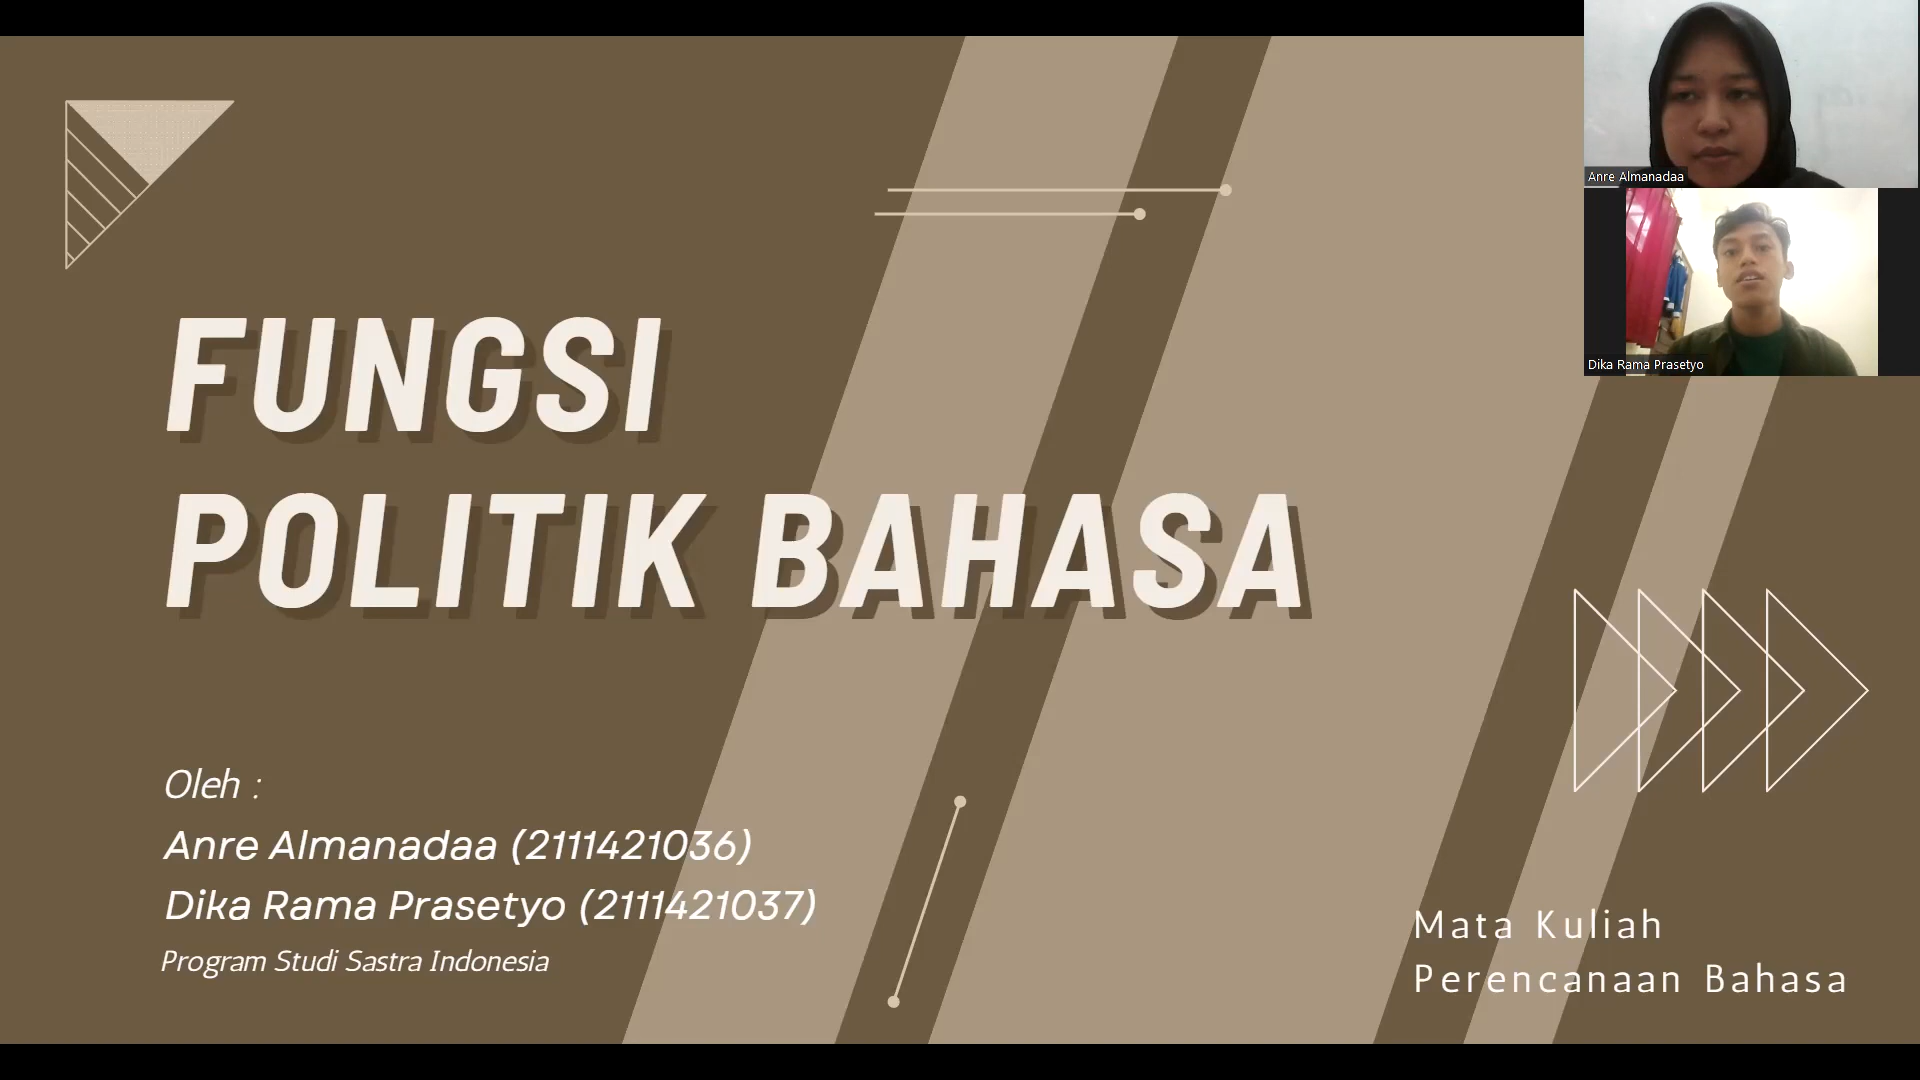 Anre Almanadaa
Dika Rama Prasetyo
FUNGSI
POLITIK BAHASA
Oleh :
Anre Almanadaa (2111421036)
Dika Rama Prasetyo (2111421037)
Program Studi Sastra Indonesia
Mata Kuliah
Perencanaan Bahasa